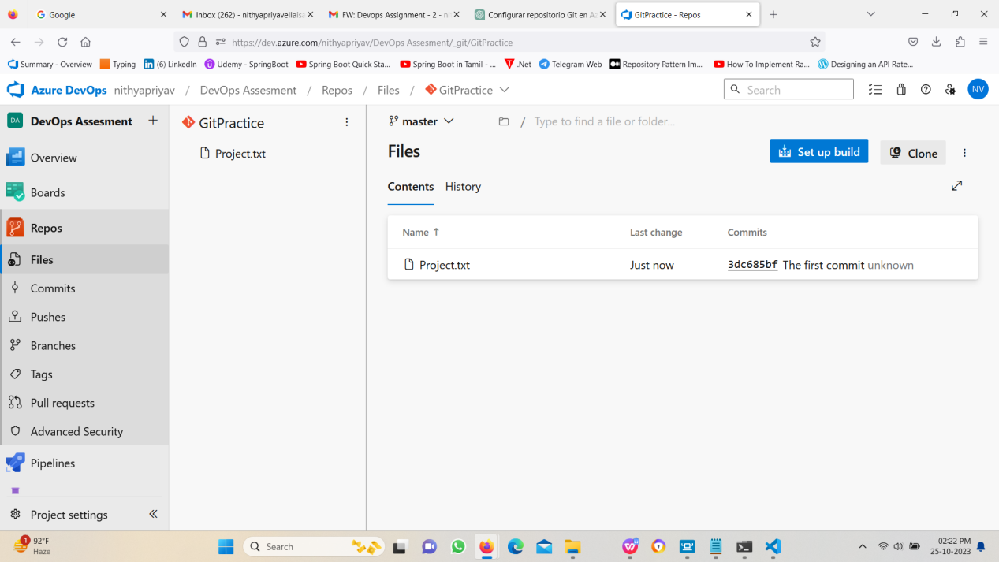 Google
Inbox (262) - nithyapriyavellaisa
FW: Devops Assignment - 2 - ni
Configurar repositorio Git en Az
GitPractice - Repos
https://dev.azure.com/nithyapriyav/DevOps Assesment/_git/GitPractice
Summary - Overview
Typing
(6) LinkedIn
Udemy - SpringBoot
Spring Boot Quick Sta...
Spring Boot in Tamil - ...
.Net
Telegram Web
Repository Pattern Im...
How To Implement Ra...
Designing an API Rate...
Azure DevOps nithyapriyav / DevOps Assesment / Repos / Files / GitPractice
Search
NV
DA DevOps Assesment
Overview
Boards
Repos
Files
Commits
Pushes
Branches
Tags
Pull requests
Advanced Security
Pipelines
Project settings
GitPractice
Project.txt
master
/ Type to find a file or folder...
Files
Set up build
Clone
Contents History
Name Last change Commits
Project.txt Just now 3dc685bf The first commit unknown
1
92°F
Haze
Search
02:22 PM
25-10-2023